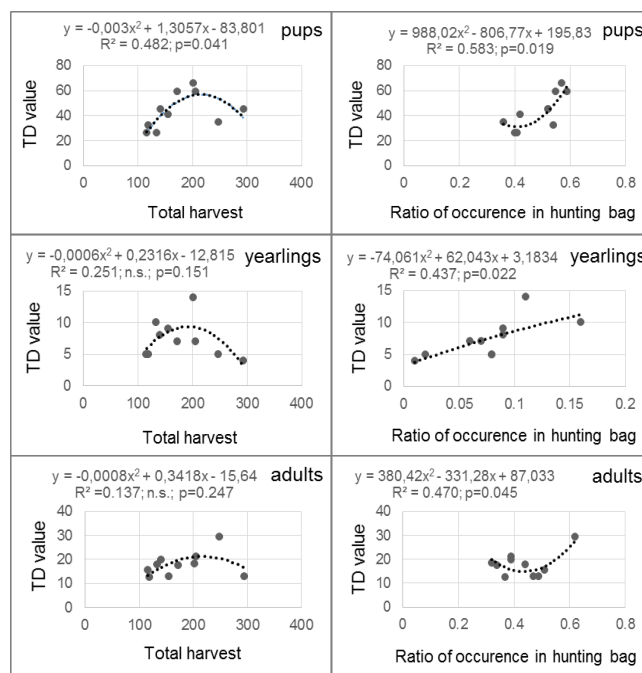 y = -0,003x² + 1,3057x - 83,801 pups
R² = 0.482; p=0.041
TD value
80
60
40
20
0
0 100 200 300 400
Total harvest
y = 988,02x² - 806,77x + 195,83 pups
R² = 0.583; p=0.019
TD value
80
60
40
20
0
0 0.2 0.4 0.6 0.8
Ratio of occurence in hunting bag
y = -0,0006x² + 0,2316x - 12,815 yearlings
R² = 0.251; n.s.; p=0.151
TD value
15
10
5
0
0 100 200 300 400
Total harvest
y = -74,061x² + 62,043x + 3,1834 yearlings
R² = 0.437; p=0.022
TD value
15
10
5
0
0 0.05 0.1 0.15 0.2
Ratio of occurence in hunting bag
y = -0,0008x² + 0,3418x - 15,64 adults
R² =0.137; n.s.; p=0.247
TD value
40
30
20
10
0
0 100 200 300 400
Total harvest
y = 380,42x² - 331,28x + 87,033 adults
R² = 0.470; p=0.045
TD value
40
30
20
10
0
0 0.2 0.4 0.6 0.8
Ratio of occurence in hunting bag